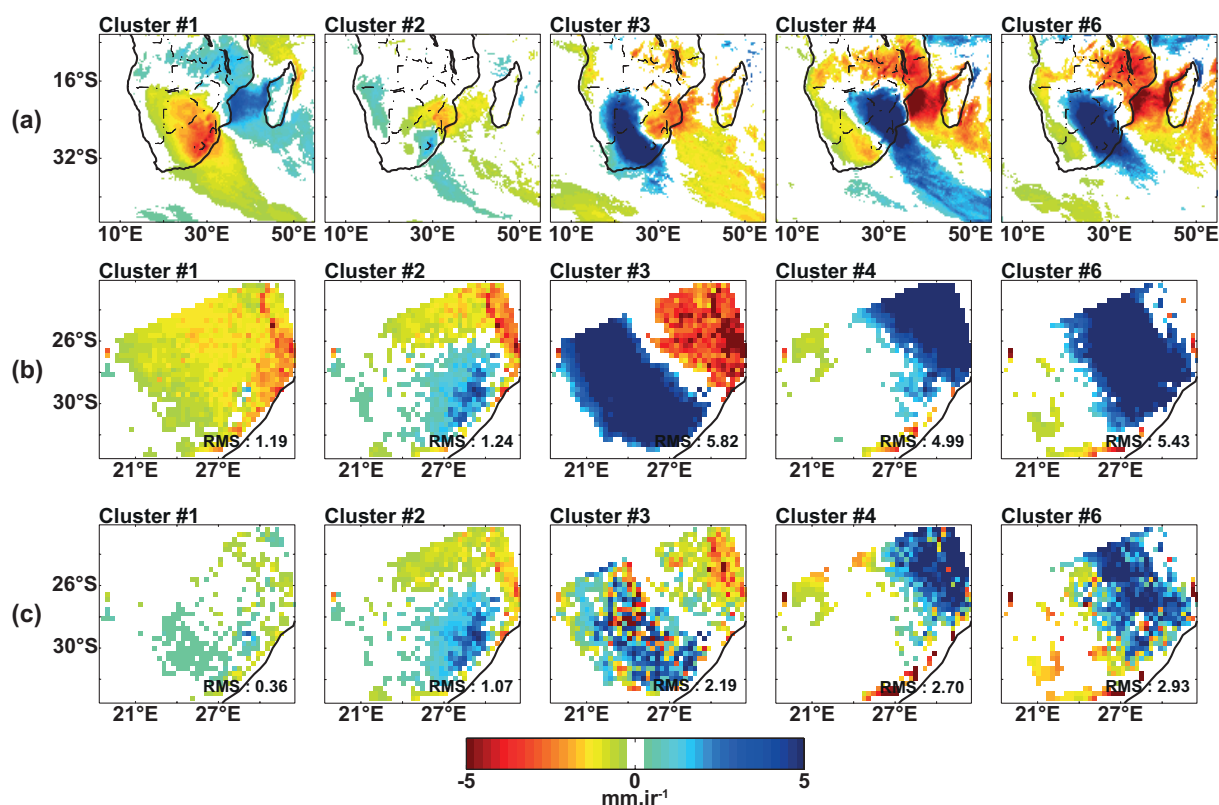 Cluster #1 Cluster #2 Cluster #3 Cluster #4 Cluster #6
16°S
(a)
32°S
10°E 30°E 50°E 10°E 30°E 50°E 10°E 30°E 50°E 10°E 30°E 50°E 10°E 30°E 50°E
Cluster #1 Cluster #2 Cluster #3 Cluster #4 Cluster #6
26°S
(b)
30°S
RMS : 1.19 RMS : 1.24 RMS : 5.82 RMS : 4.99 RMS : 5.43
21°E 27°E 21°E 27°E 21°E 27°E 21°E 27°E 21°E 27°E
Cluster #1 Cluster #2 Cluster #3 Cluster #4 Cluster #6
26°S
(c)
30°S
RMS : 0.36 RMS : 1.07 RMS : 2.19 RMS : 2.70 RMS : 2.93
21°E 27°E 21°E 27°E 21°E 27°E 21°E 27°E 21°E 27°E
-5 0 5
mm.jr-1